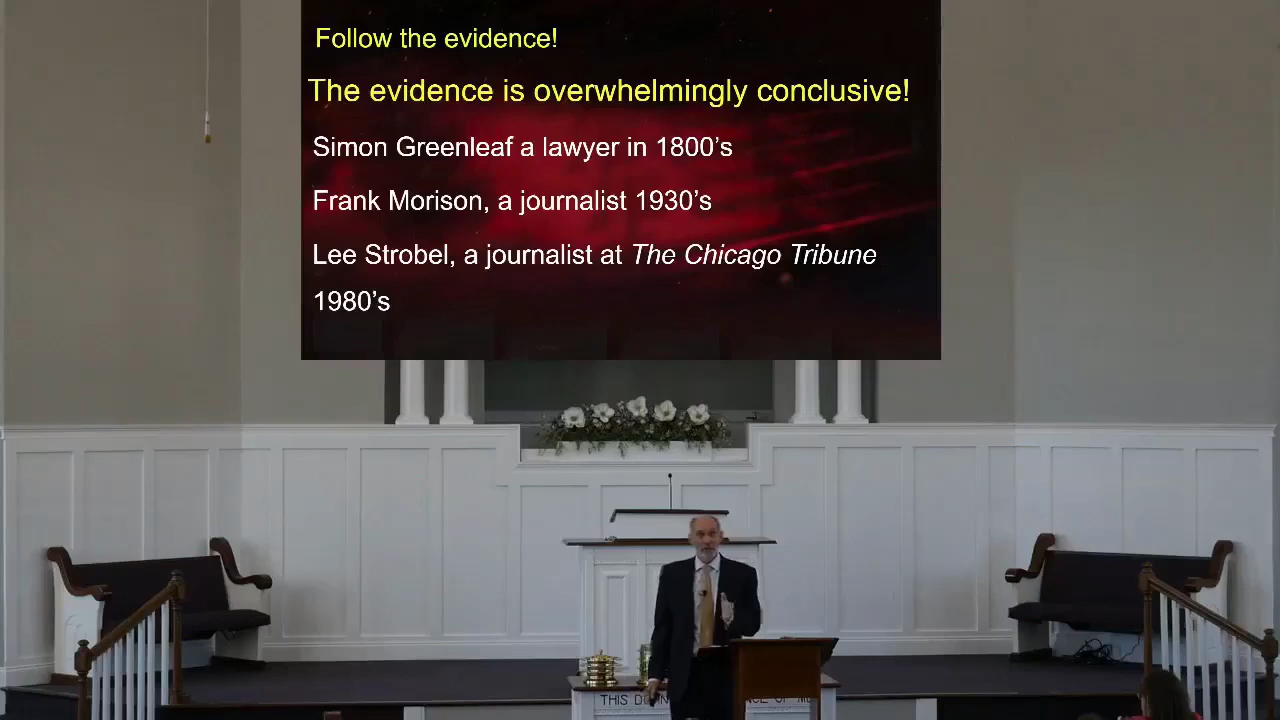 Follow the evidence!
The evidence is overwhelmingly conclusive!
Simon Greenleaf a lawyer in 1800’s
Frank Morison, a journalist 1930’s
Lee Strobel, a journalist at The Chicago Tribune
1980’s
THIS